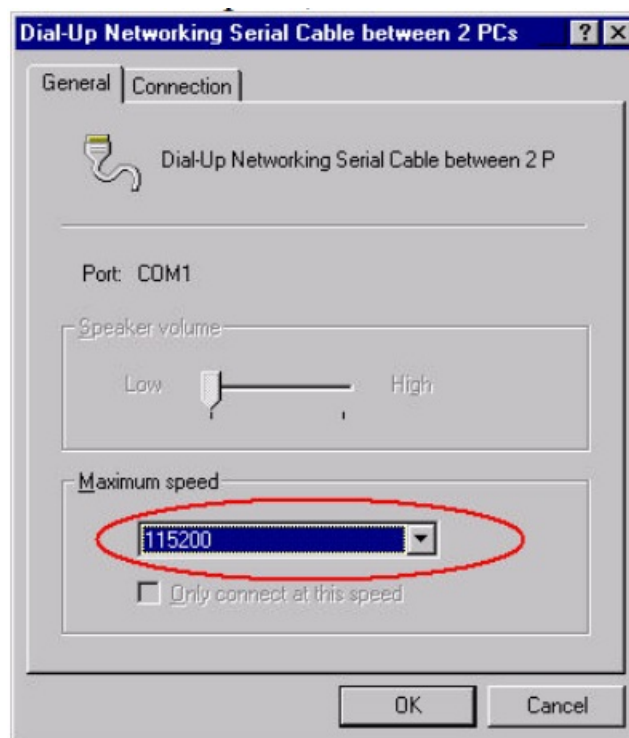 Dial-Up Networking Serial Cable between 2 PCs
General Connection
Dial-Up Networking Serial Cable between 2 P
Port: COM1
Speaker volume
Low High
Maximum speed
115200
Only connect at this speed
OK Cancel